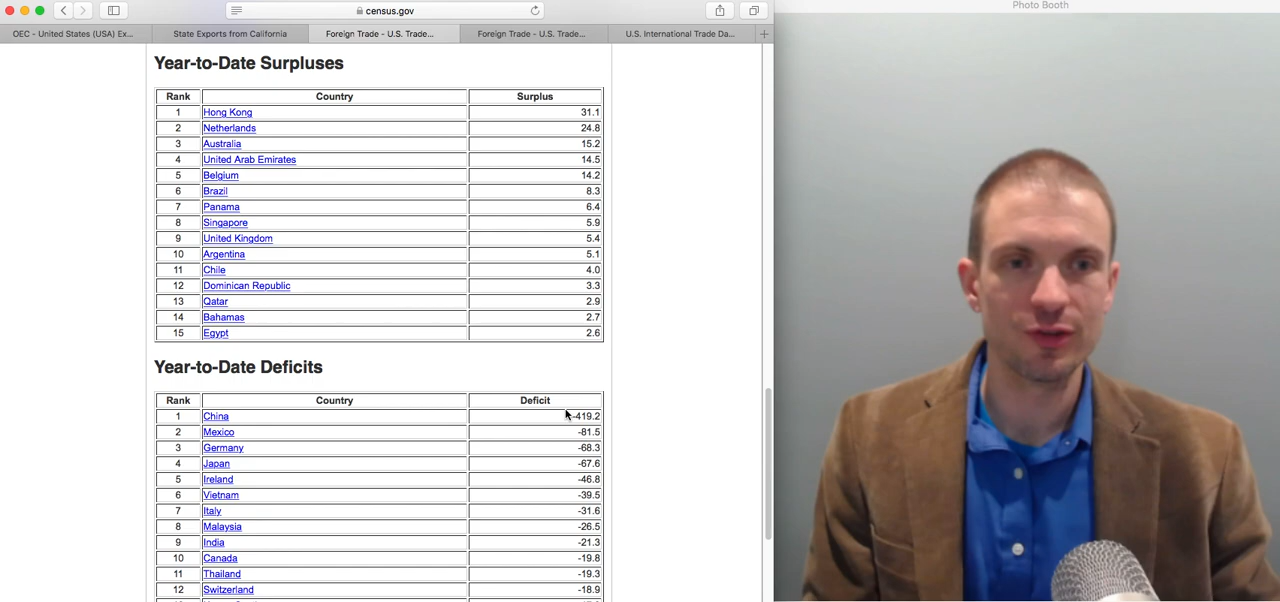 Photo Booth
census.gov
OEC - United States (USA) Ex... State Exports from California Foreign Trade - U.S. Trade... Foreign Trade - U.S. Trade... U.S. International Trade Da...
Year-to-Date Surpluses
Rank Country Surplus
1 Hong Kong 31.1
2 Netherlands 24.8
3 Australia 15.2
4 United Arab Emirates 14.5
5 Belgium 14.2
6 Brazil 8.3
7 Panama 6.4
8 Singapore 5.9
9 United Kingdom 5.4
10 Argentina 5.1
11 Chile 4.0
12 Dominican Republic 3.3
13 Qatar 2.9
14 Bahamas 2.7
15 Egypt 2.6
Year-to-Date Deficits
Rank Country Deficit
1 China -419.2
2 Mexico -81.5
3 Germany -68.3
4 Japan -67.6
5 Ireland -46.8
6 Vietnam -39.5
7 Italy -31.6
8 Malaysia -26.5
9 India -21.3
10 Canada -19.8
11 Thailand -19.3
12 Switzerland -18.9